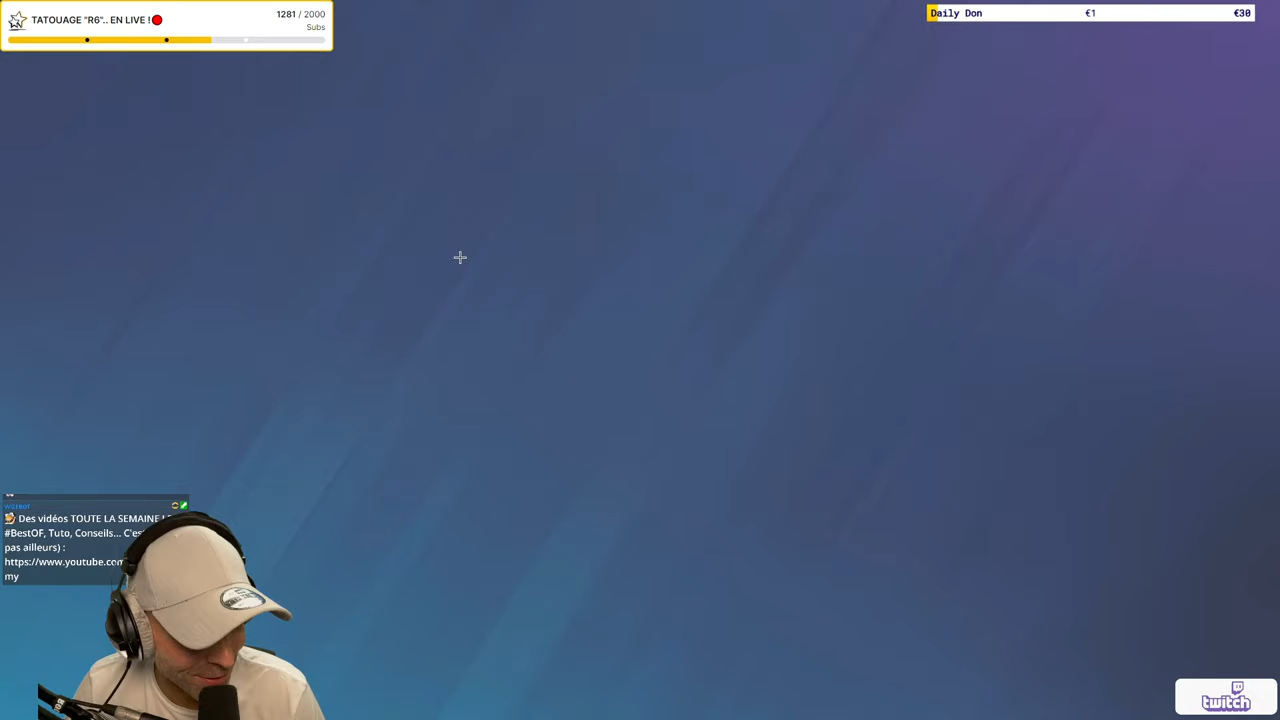 TATOUAGE "R6".. EN LIVE !
1281 / 2000
Subs
Daily Don €1 €30
WIZEBOT
Des vidéos TOUTE LA SEMAINE !
#BestOF, Tuto, Conseils...
pas ailleurs) :
https://www.youtube.com
my
twitch